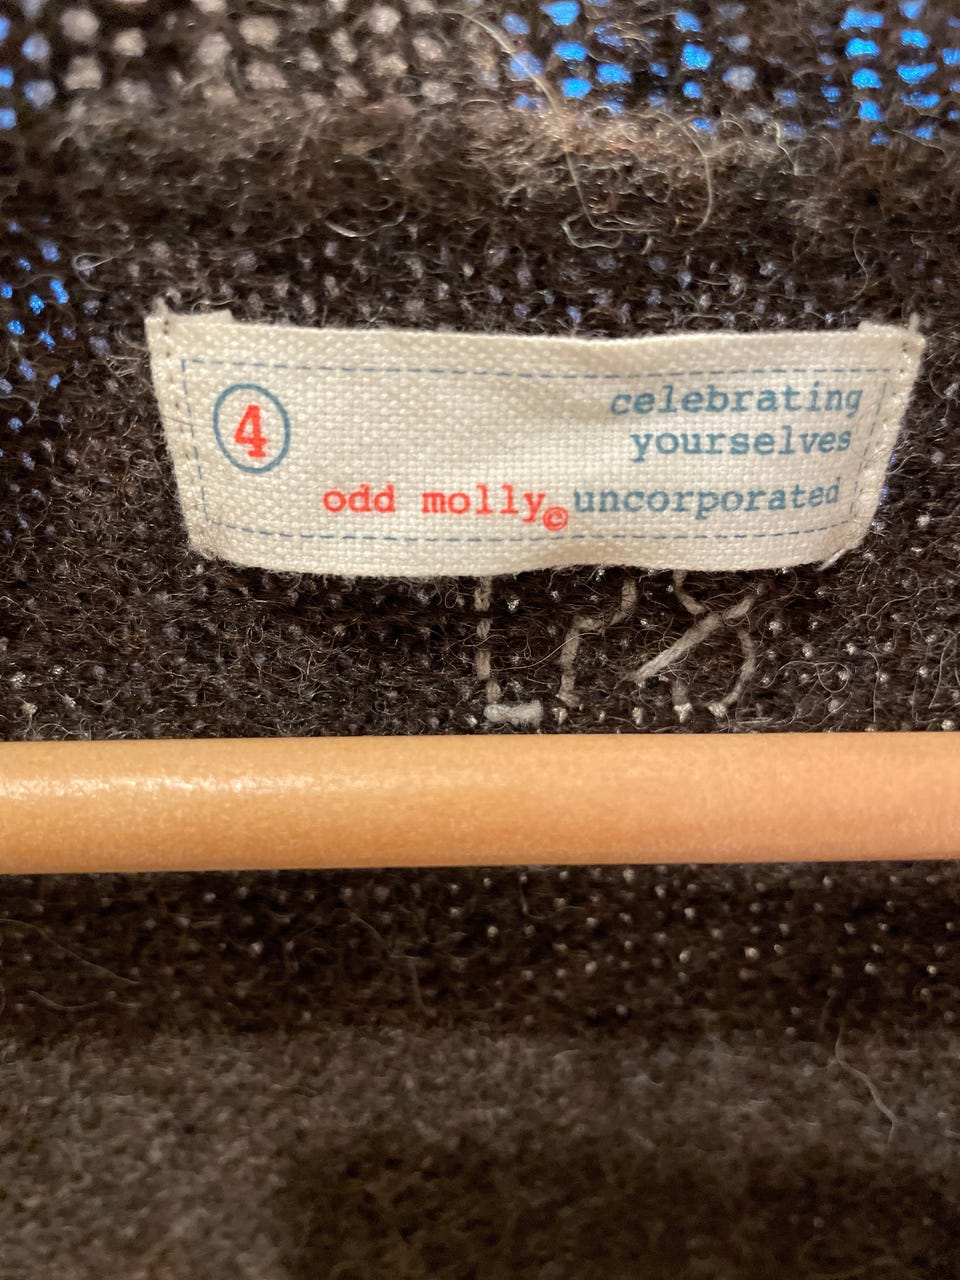 4
celebrating
yourselves
odd molly© uncorporated